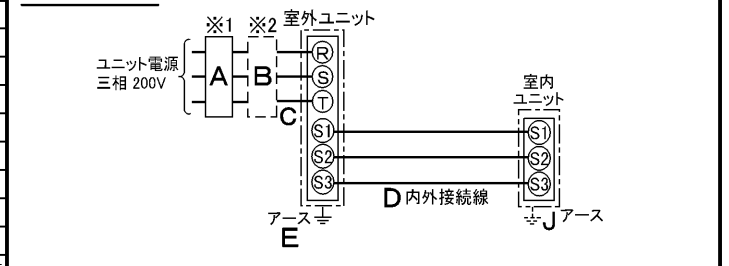 ※1 ※2 室外ユニット
ユニット電源
三相 200V
A B C
R
S
T
S1
S2
S3
室内
ユニット
S1
S2
S3
D 内外接続線
アース
E
J アース